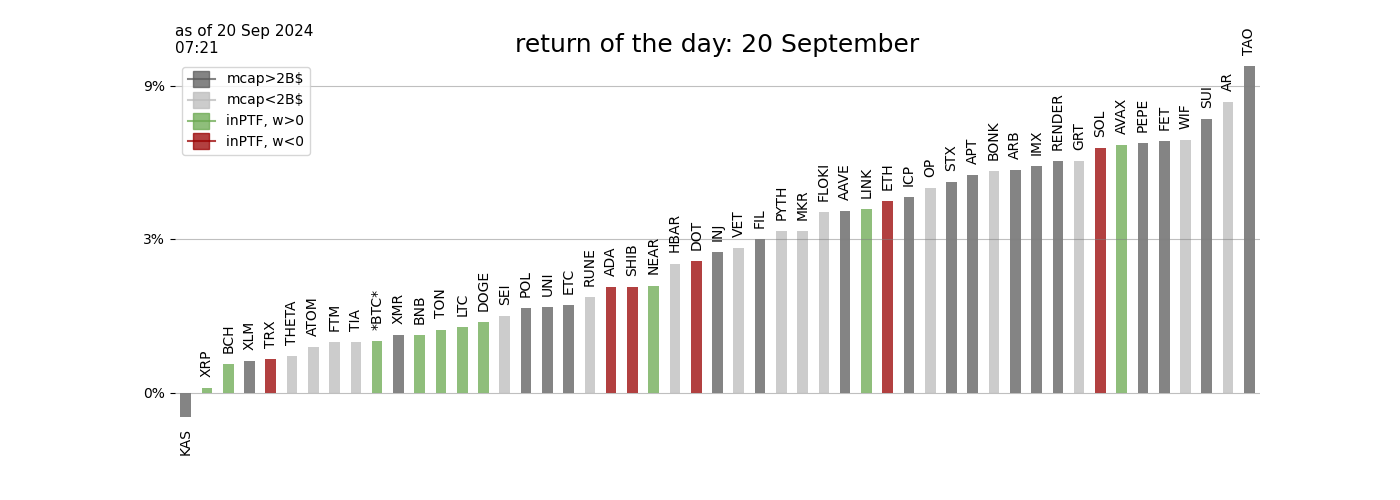 as of 20 Sep 2024
07:21
return of the day: 20 September
mcap>2B$
mcap<2B$
inPTF, w>0
inPTF, w<0
9%
3%
0%
KAS
XRP
BCH
XLM
TRX
THETA
ATOM
FTM
TIA
*BTC*
XMR
BNB
TON
LTC
DOGE
SEI
POL
UNI
ETC
RUNE
ADA
SHIB
NEAR
HBAR
DOT
INJ
VET
FIL
PYTH
MKR
FLOKI
AAVE
LINK
ETH
ICP
OP
STX
APT
BONK
ARB
IMX
RENDER
GRT
SOL
AVAX
PEPE
FET
WIF
SUI
AR
TAO